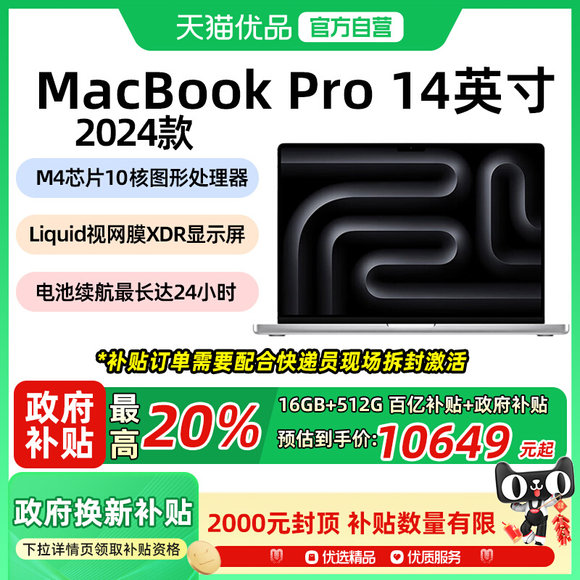 天猫优品 官方自营
MacBook Pro 14英寸
2024款
M4芯片10核图形处理器
Liquid视网膜XDR显示屏
电池续航最长达24小时
*补贴订单需要配合快递员现场拆封激活
政府补贴
最高20%
16GB+512G 百亿补贴+政府补贴
预估到手价:10649元起
政府换新补贴
下拉详情页领取补贴资格
2000元封顶 补贴数量有限
优选精品 优质服务